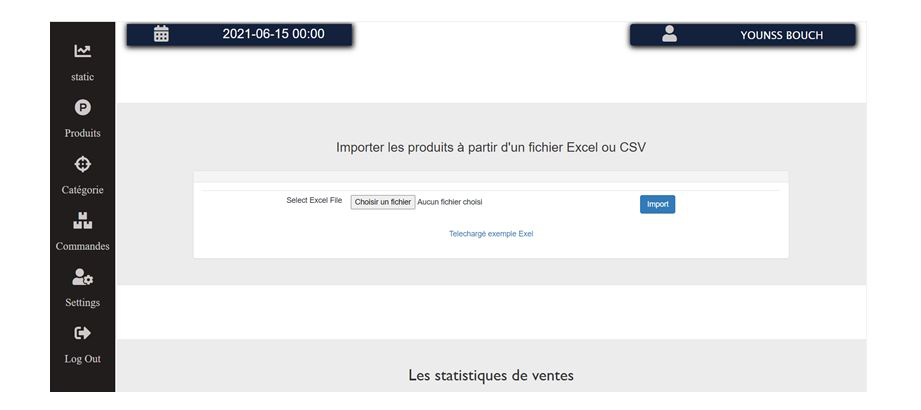 2021-06-15 00:00
YOUNSS BOUCH
static
Produits
Catégorie
Commandes
Settings
Log Out
Importer les produits à partir d'un fichier Excel ou CSV
Select Excel File Choisir un fichier Aucun fichier choisi Import
Telechargé exemple Exel
Les statistiques de ventes